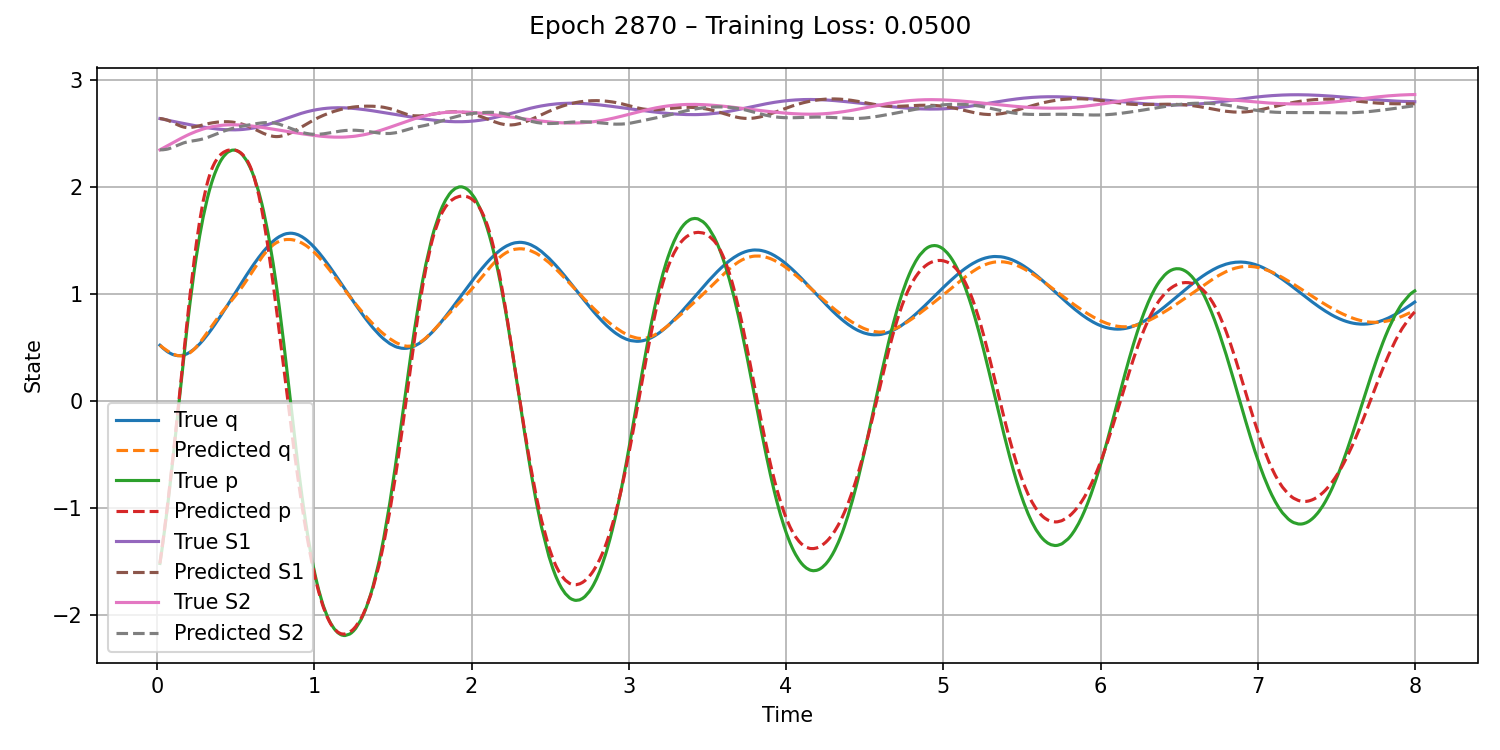 Epoch 2870 – Training Loss: 0.0500
3
2
1
0
−1
−2
State
True q
Predicted q
True p
Predicted p
True S1
Predicted S1
True S2
Predicted S2
0 1 2 3 4 5 6 7 8
Time